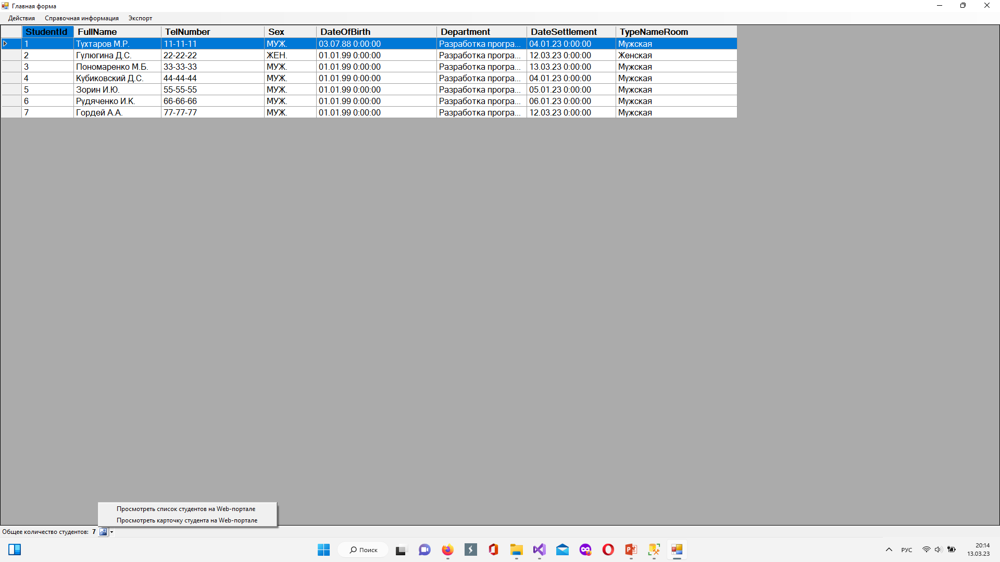 Главная форма
Действия Справочная информация Экспорт
StudentId FullName TelNumber Sex DateOfBirth Department DateSettlement TypeNameRoom
1 Тухтаров М.Р. 11-11-11 МУЖ. 03.07.88 0:00:00 Разработка програ... 04.01.23 0:00:00 Мужская
2 Гулюгина Д.С. 22-22-22 ЖЕН. 01.01.99 0:00:00 Разработка програ... 12.03.23 0:00:00 Женская
3 Пономаренко М.Б. 33-33-33 МУЖ. 01.01.99 0:00:00 Разработка програ... 13.03.23 0:00:00 Мужская
4 Кубиковский Д.С. 44-44-44 МУЖ. 01.01.99 0:00:00 Разработка програ... 04.01.23 0:00:00 Мужская
5 Зорин И.Ю. 55-55-55 МУЖ. 01.01.99 0:00:00 Разработка програ... 05.01.23 0:00:00 Мужская
6 Рудяченко И.К. 66-66-66 МУЖ. 01.01.99 0:00:00 Разработка програ... 06.01.23 0:00:00 Мужская
7 Гордей А.А. 77-77-77 МУЖ. 01.01.99 0:00:00 Разработка програ... 12.03.23 0:00:00 Мужская
Просмотреть список студентов на Web-портале
Просмотреть карточку студента на Web-портале
Общее количество студентов: 7
Поиск
РУС
20:14
13.03.23